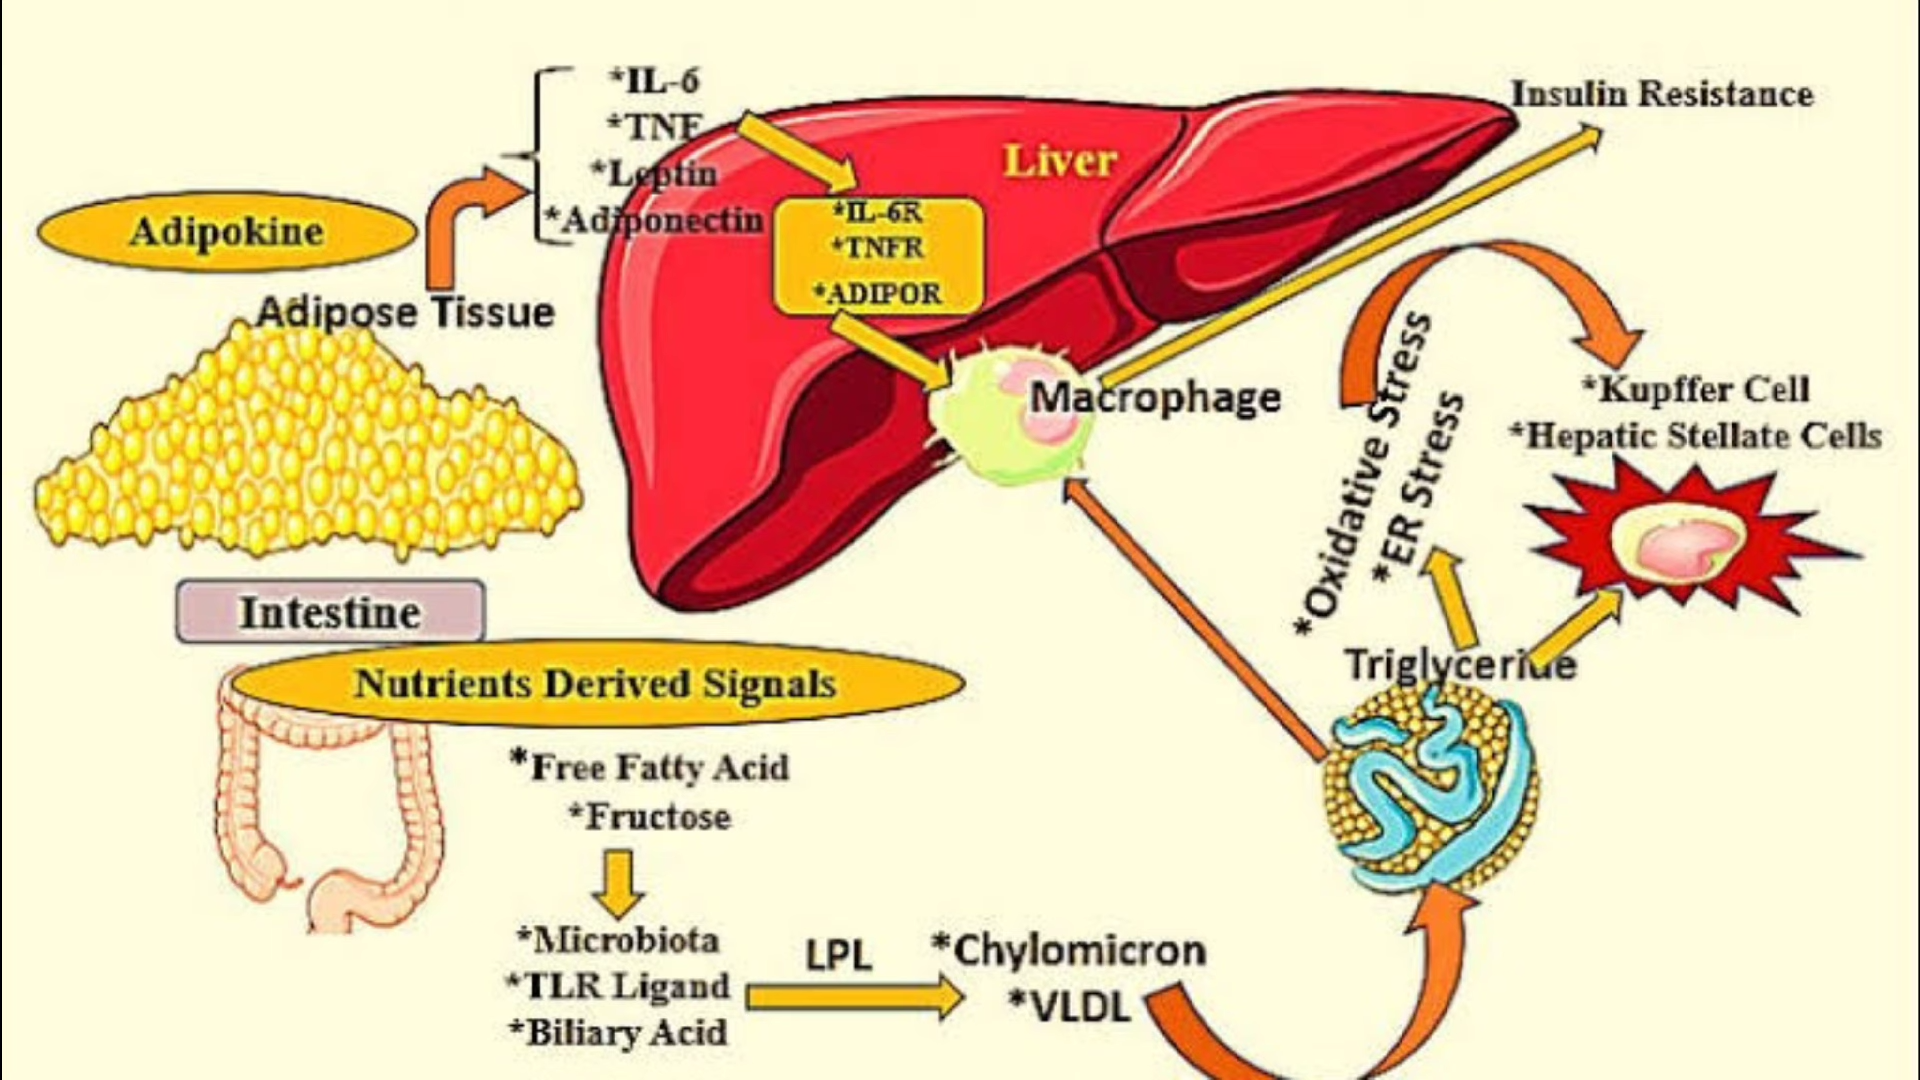 *IL-6
*TNF
*Leptin
*Adiponectin
Adipokine
Adipose Tissue
Liver
*IL-6R
*TNFR
*ADIPOR
Macrophage
Insulin Resistance
*Oxidative Stress
*ER Stress
*Kupffer Cell
*Hepatic Stellate Cells
Triglyceride
Intestine
Nutrients Derived Signals
*Free Fatty Acid
*Fructose
*Microbiota
*TLR Ligand
*Biliary Acid
LPL
*Chylomicron
*VLDL